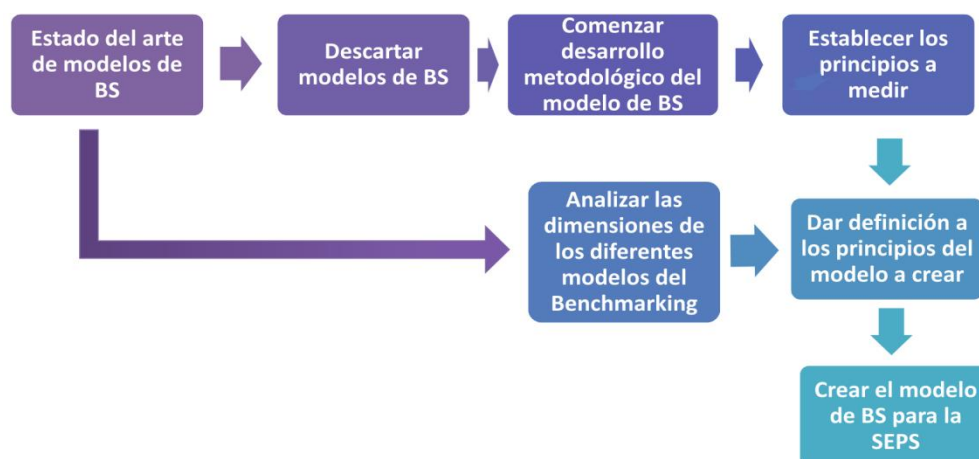 Estado del arte
de modelos de
BS
Descartar
modelos de BS
Comenzar
desarrollo
metodológico del
modelo de BS
Establecer los
principios a
medir
Analizar las
dimensiones de
los diferentes
modelos del
Benchmarking
Dar definición a
los principios del
modelo a crear
Crear el modelo
de BS para la
SEPS